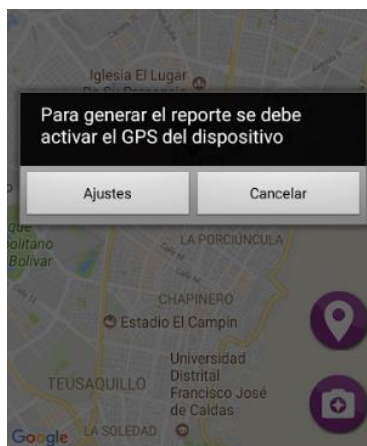 Iglesia El Lugar
Para generar el reporte se debe
activar el GPS del dispositivo
Ajustes
Cancelar
LA PORCIÚNCULA
Bolívar
CHAPINERO
Estadio El Campín
Universidad
Distrital
Francisco José
de Caldas
TEUSAQUILLO
LA SOLEDAD
Google